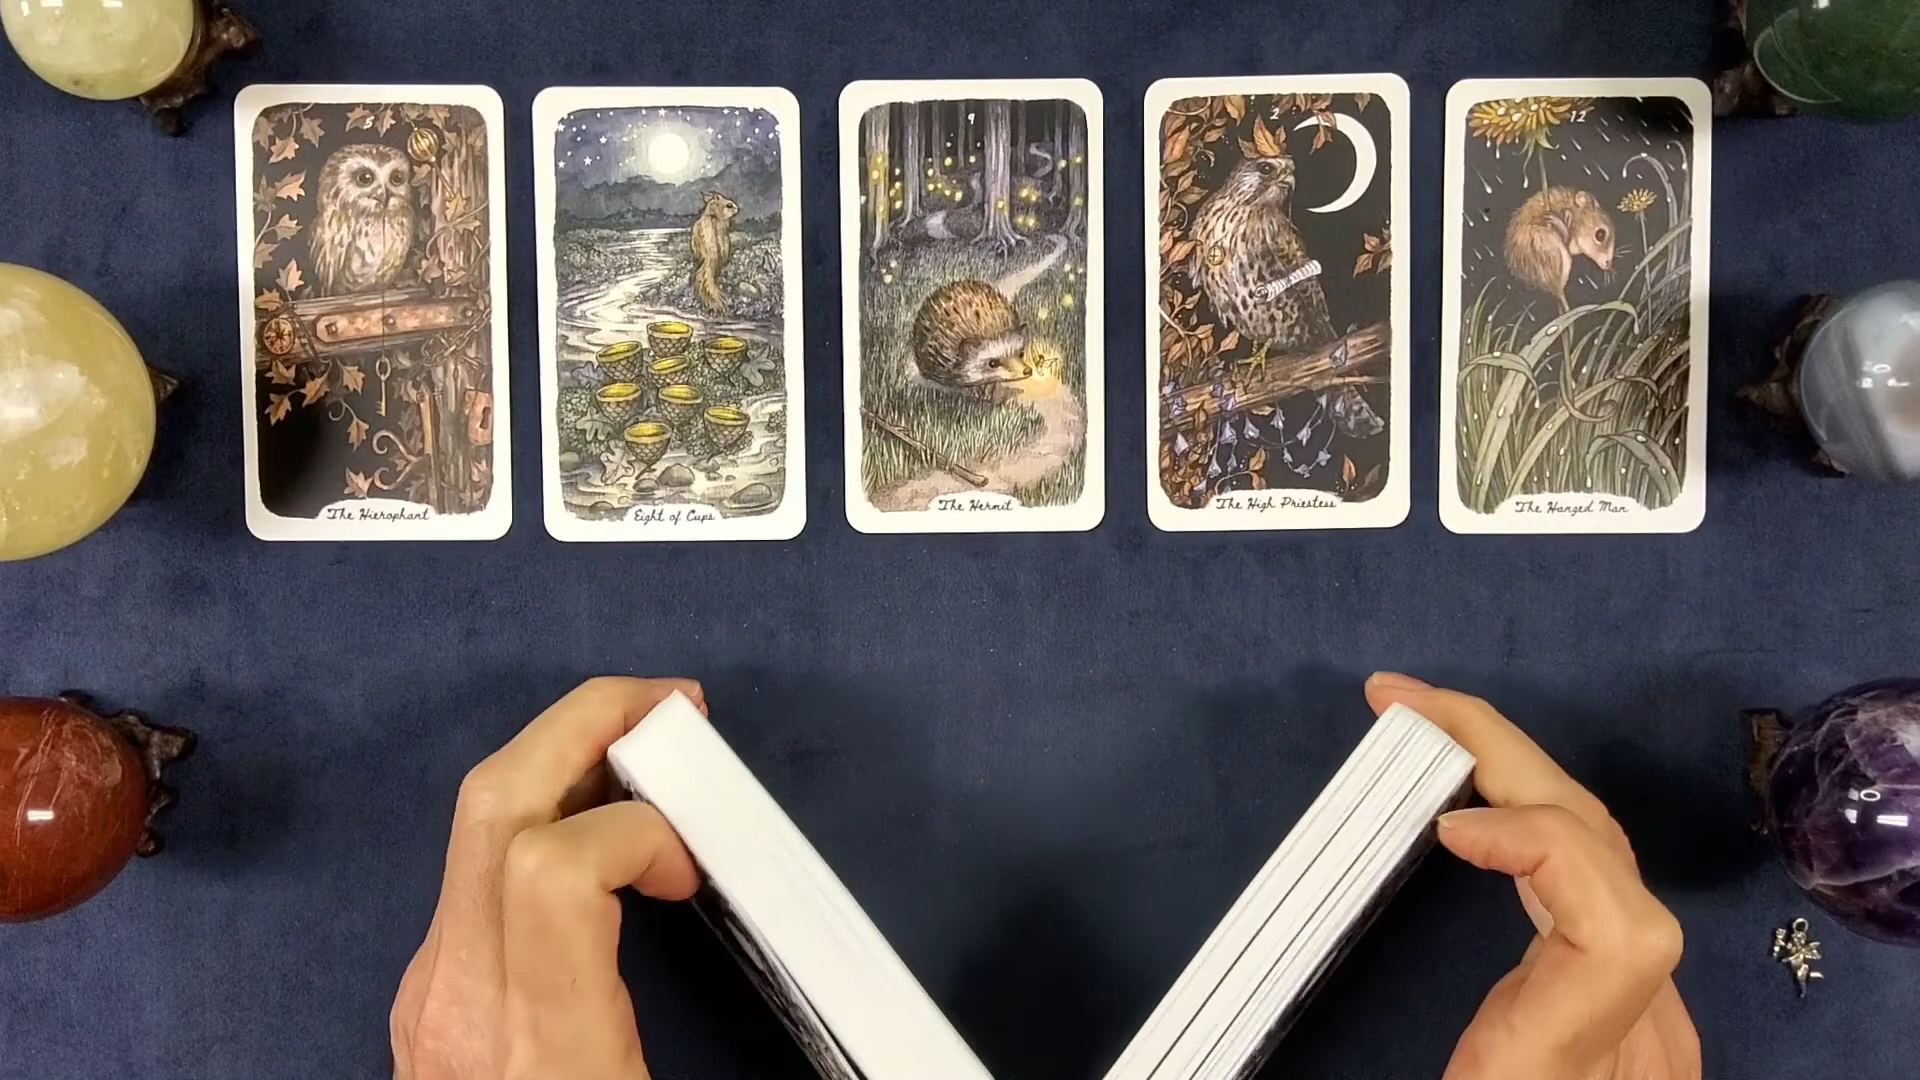 5
The Hierophant
Eight of Cups
9
The Hermit
2
The High Priestess
12
The Hanged Man